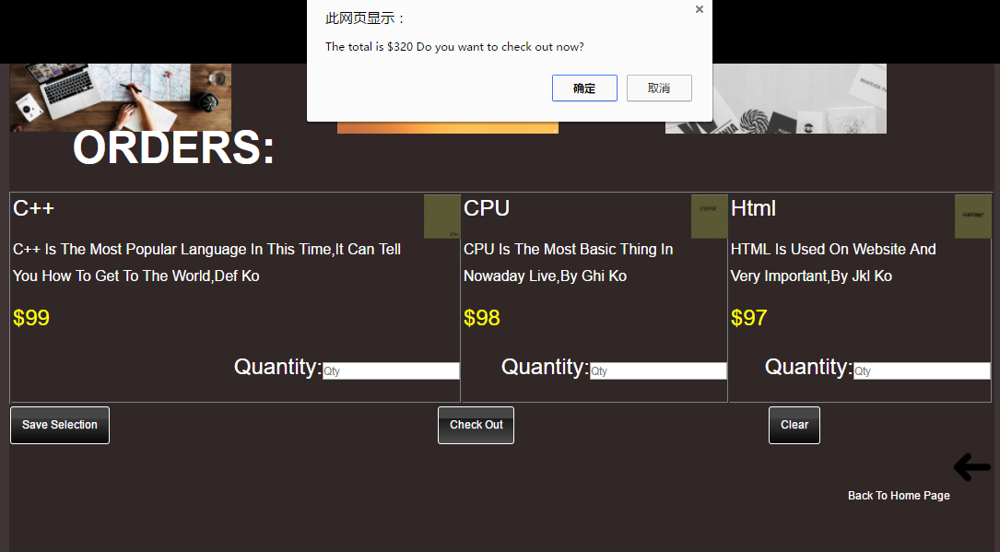 此网页显示：
The total is $320 Do you want to check out now?
确定
取消
ORDERS:
C++
C++ Is The Most Popular Language In This Time,It Can Tell
You How To Get To The World,Def Ko
$99
Quantity:
Qty
CPU
CPU Is The Most Basic Thing In
Nowaday Live,By Ghi Ko
$98
Quantity:
Qty
Html
HTML Is Used On Website And
Very Important,By Jkl Ko
$97
Quantity:
Qty
Save Selection
Check Out
Clear
Back To Home Page